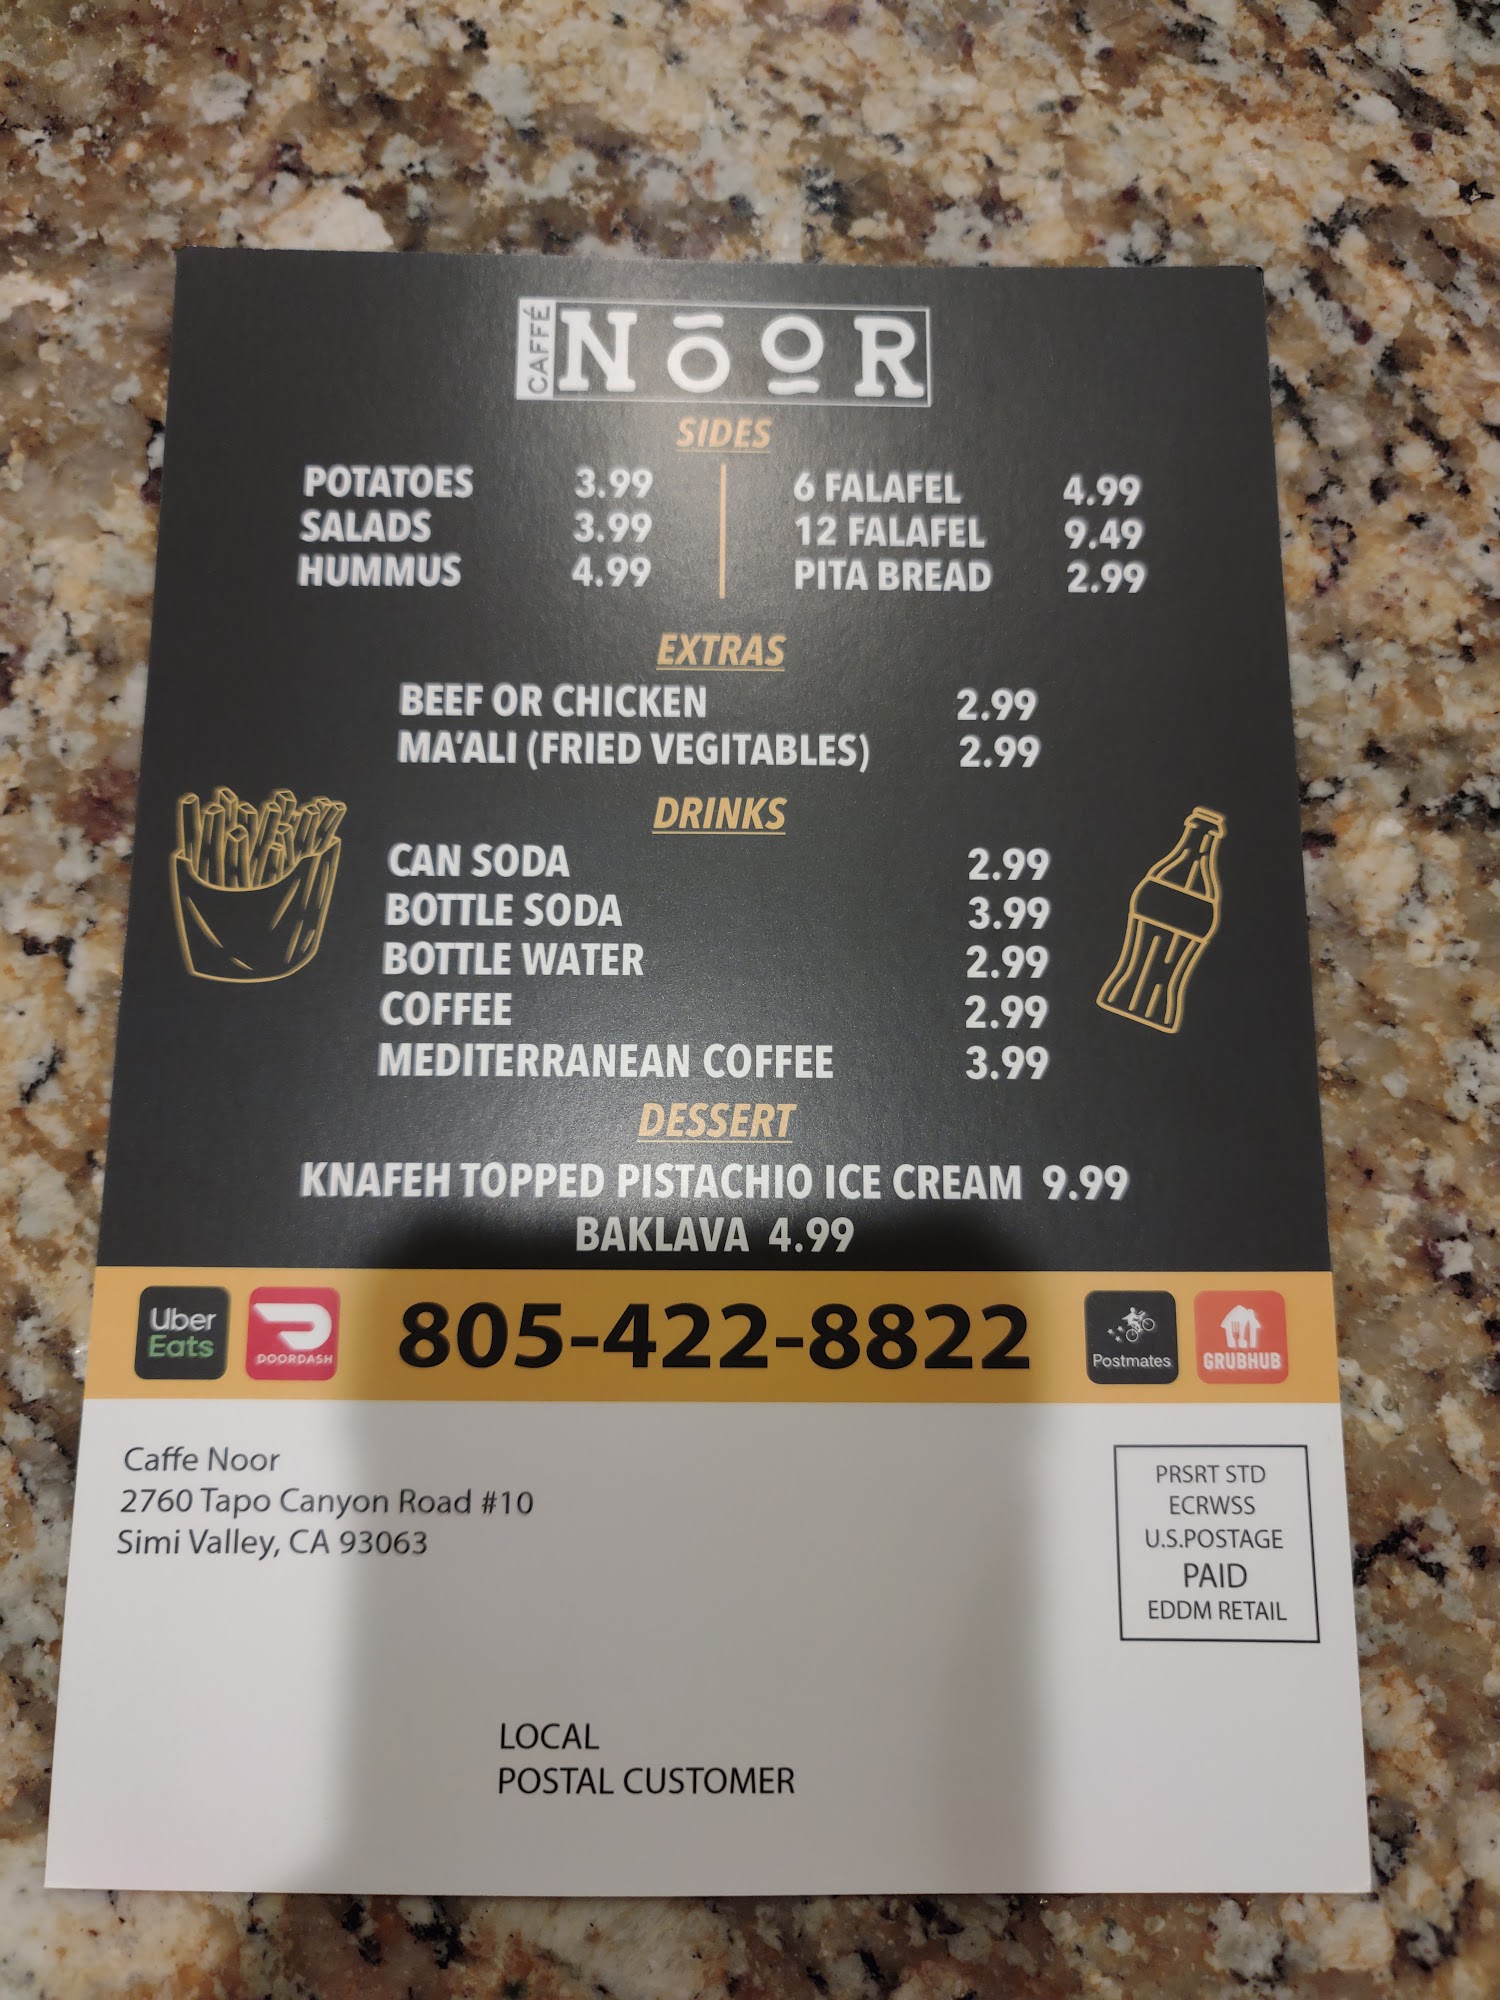 CAFFÉ NOOR
SIDES
POTATOES 3.99
SALADS 3.99
HUMMUS 4.99
6 FALAFEL 4.99
12 FALAFEL 9.49
PITA BREAD 2.99
EXTRAS
BEEF OR CHICKEN 2.99
MA'ALI (FRIED VEGITABLES) 2.99
DRINKS
CAN SODA 2.99
BOTTLE SODA 3.99
BOTTLE WATER 2.99
COFFEE 2.99
MEDITERRANEAN COFFEE 3.99
DESSERT
KNAFEH TOPPED PISTACHIO ICE CREAM 9.99
BAKLAVA 4.99
Uber
Eats
DOORDASH
805-422-8822
Postmates
GRUBHUB
Caffe Noor
2760 Tapo Canyon Road #10
Simi Valley, CA 93063
PRSRT STD
ECRWSS
U.S.POSTAGE
PAID
EDDM RETAIL
LOCAL
POSTAL CUSTOMER